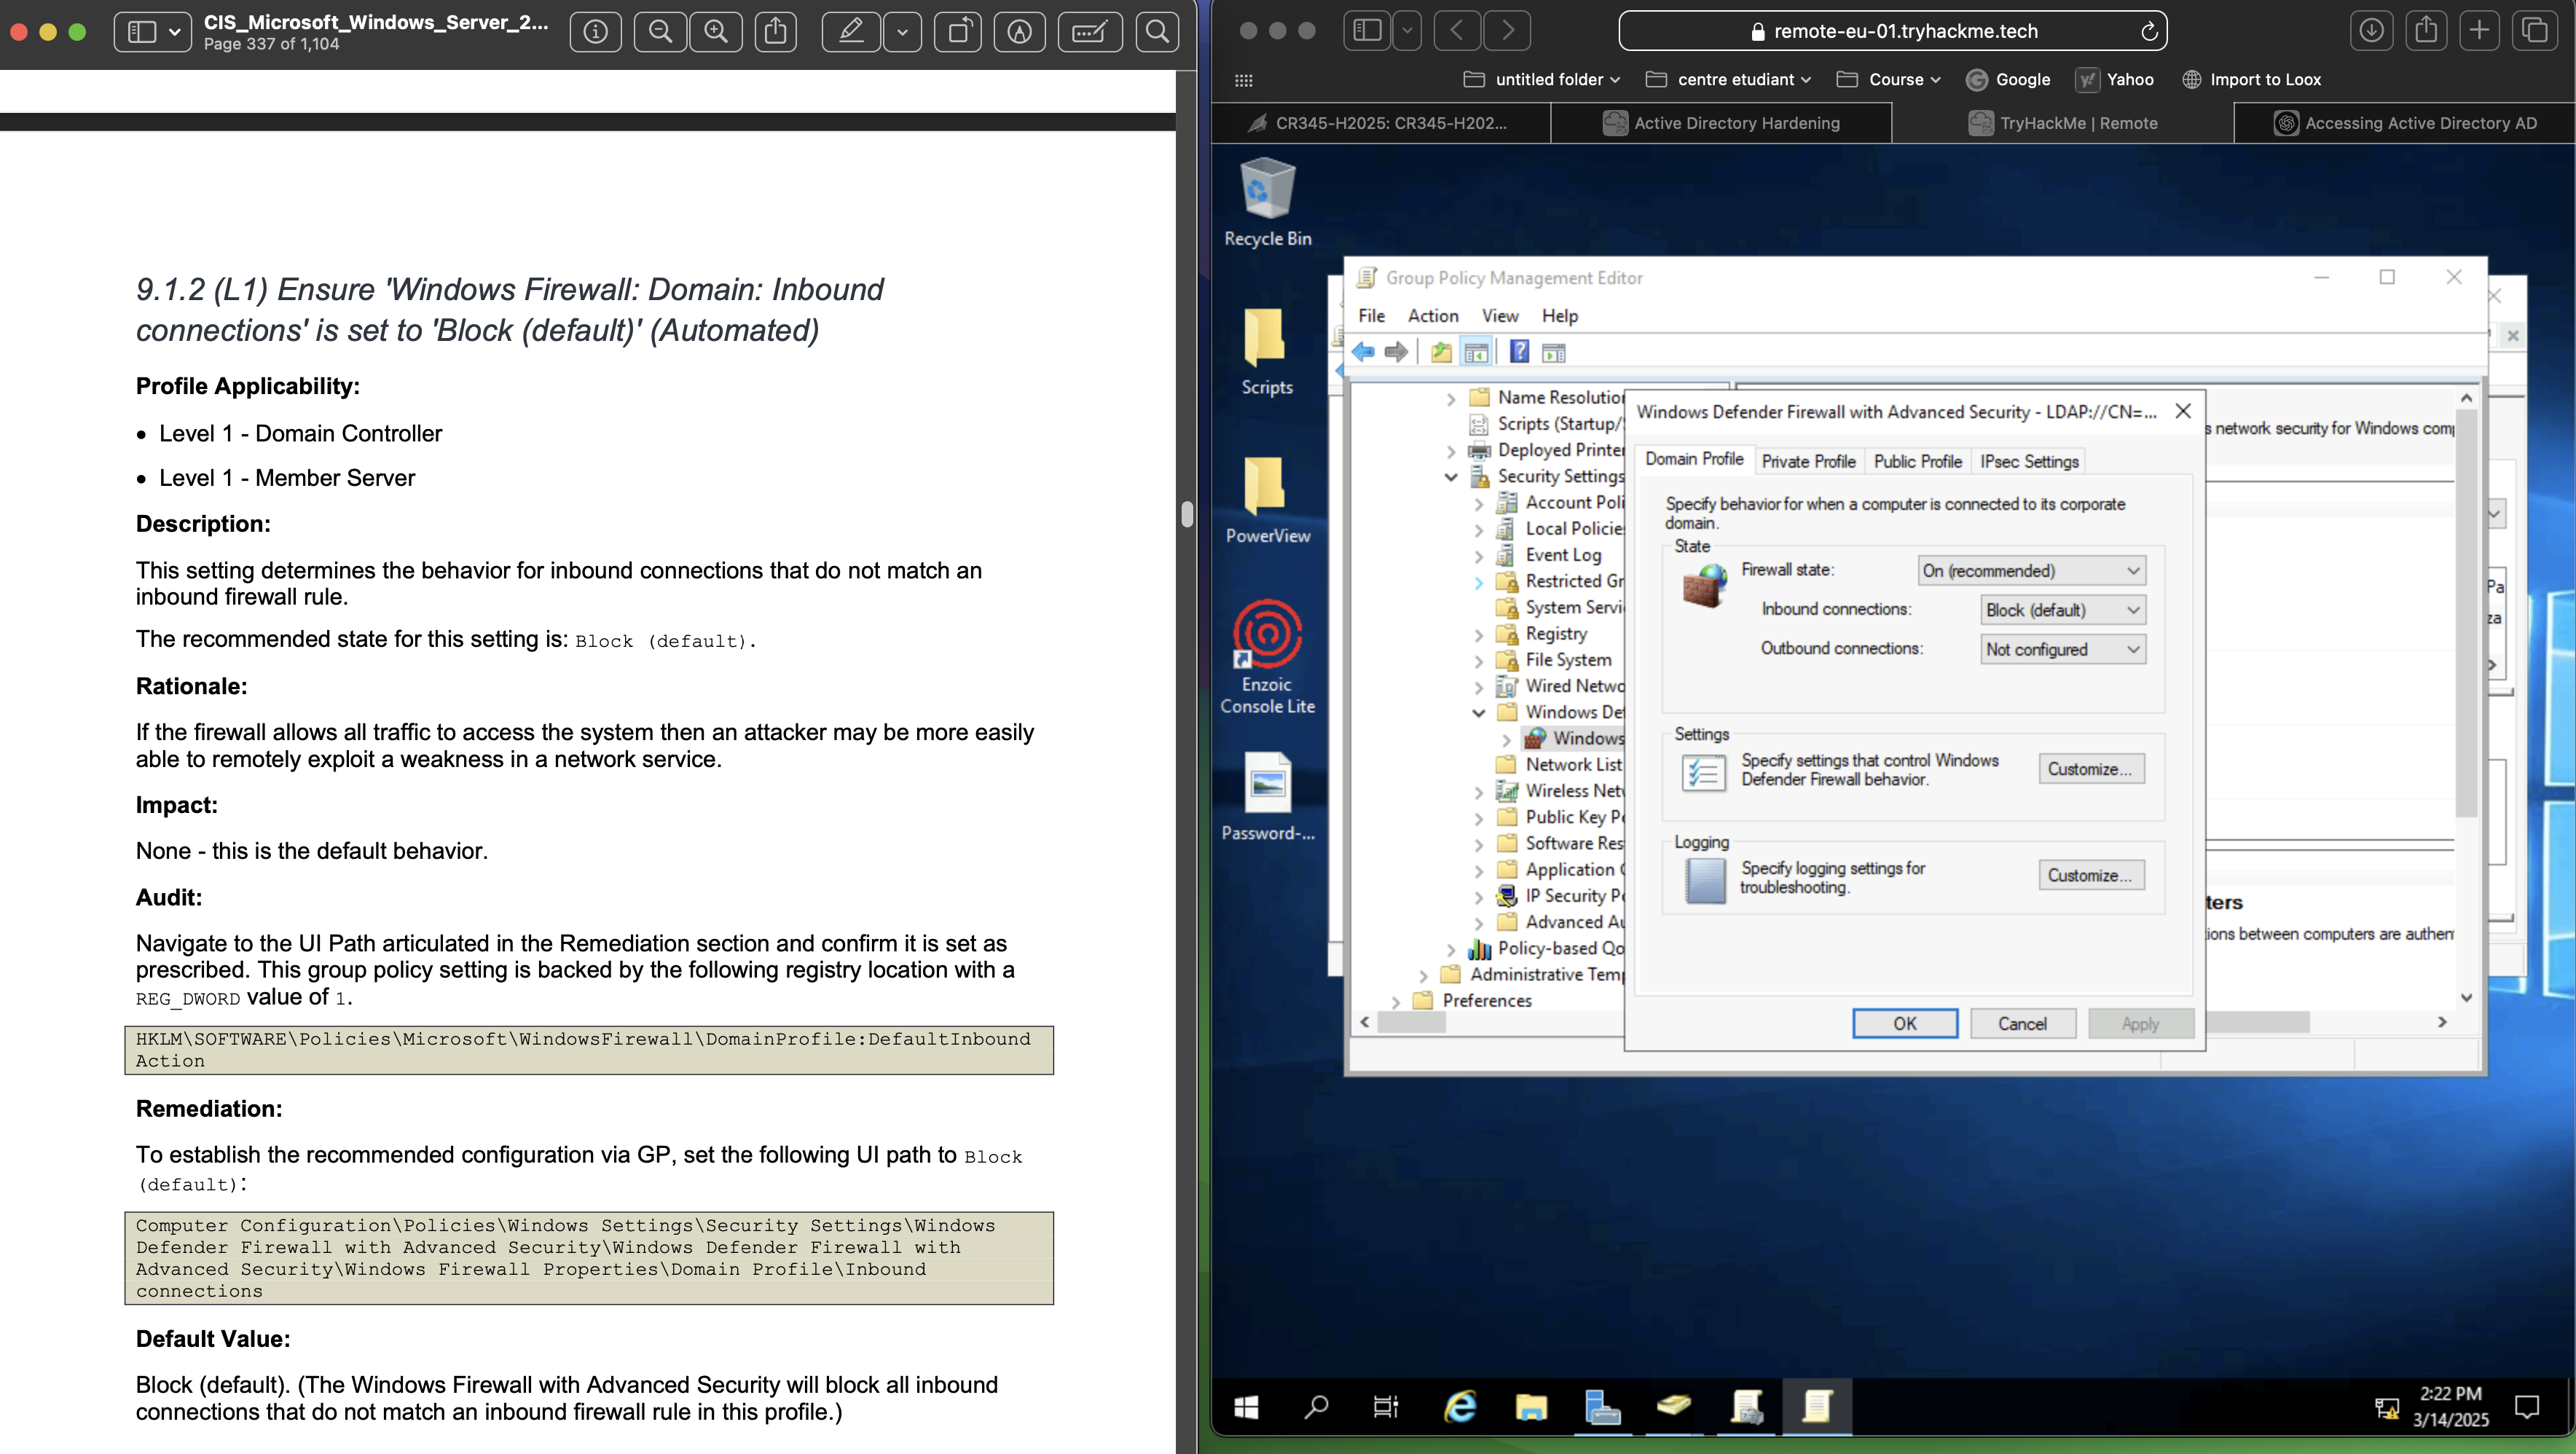 CIS_Microsoft_Windows_Server_2...
Page 337 of 1,104
9.1.2 (L1) Ensure 'Windows Firewall: Domain: Inbound
connections' is set to 'Block (default)' (Automated)
Profile Applicability:
• Level 1 - Domain Controller
• Level 1 - Member Server
Description:
This setting determines the behavior for inbound connections that do not match an
inbound firewall rule.
The recommended state for this setting is: Block (default).
Rationale:
If the firewall allows all traffic to access the system then an attacker may be more easily
able to remotely exploit a weakness in a network service.
Impact:
None - this is the default behavior.
Audit:
Navigate to the UI Path articulated in the Remediation section and confirm it is set as
prescribed. This group policy setting is backed by the following registry location with a
REG_DWORD value of 1.
HKLM\SOFTWARE\Policies\Microsoft\WindowsFirewall\DomainProfile:DefaultInbound
Action
Remediation:
To establish the recommended configuration via GP, set the following UI path to Block
(default):
Computer Configuration\Policies\Windows Settings\Security Settings\Windows
Defender Firewall with Advanced Security\Windows Defender Firewall with
Advanced Security\Windows Firewall Properties\Domain Profile\Inbound
connections
Default Value:
Block (default). (The Windows Firewall with Advanced Security will block all inbound
connections that do not match an inbound firewall rule in this profile.)
remote-eu-01.tryhackme.tech
untitled folder
centre etudiant
Course
Google
y!
Yahoo
Import to Loox
CR345-H2025: CR345-H202...
Active Directory Hardening
TryHackMe | Remote
Accessing Active Directory AD
Recycle Bin
Scripts
PowerView
Enzoic
Console Lite
Password-...
Group Policy Management Editor
File Action View Help
Name Resolution
Scripts (Startup/S
Deployed Printer
Security Settings
Account Poli
Local Policie
Event Log
Restricted Gr
System Servi
Registry
File System
Wired Netwo
Windows Def
Windows
Network List
Wireless Netw
Public Key Po
Software Res
Application C
IP Security Po
Advanced Au
Policy-based Qo
Administrative Temp
Preferences
Windows Defender Firewall with Advanced Security - LDAP://CN=...
Domain Profile
Private Profile
Public Profile
IPsec Settings
Specify behavior for when a computer is connected to its corporate
domain.
State
Firewall state:
On (recommended)
Inbound connections:
Block (default)
Outbound connections:
Not configured
Settings
Specify settings that control Windows
Defender Firewall behavior.
Customize...
Logging
Specify logging settings for
troubleshooting.
Customize...
OK
Cancel
Apply
s network security for Windows comp
Pa
za
ters
ions between computers are authen
2:22 PM
3/14/2025